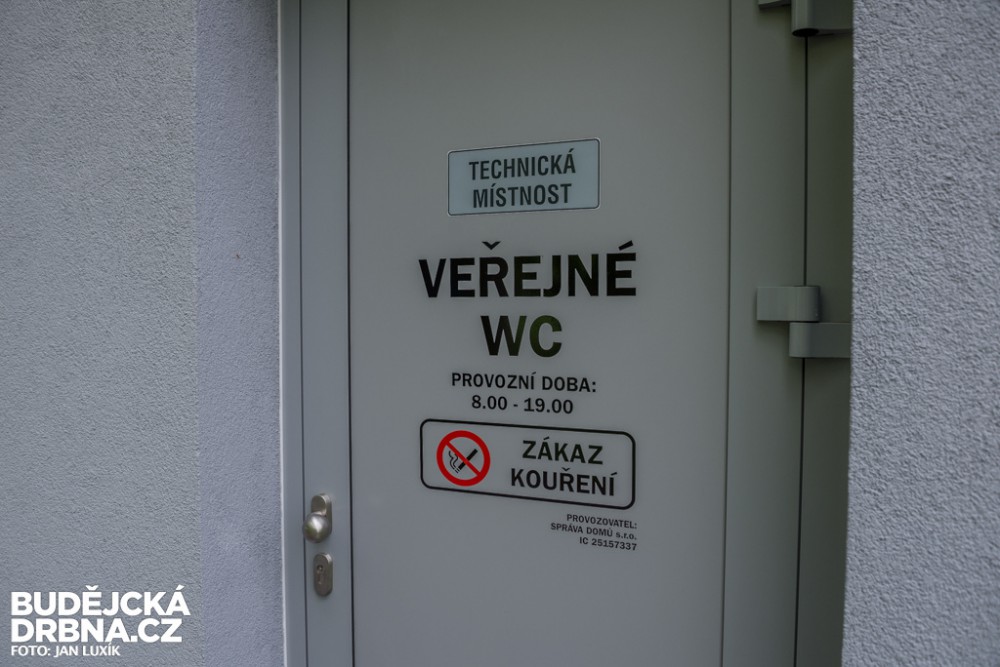 TECHNICKÁ
MÍSTNOST
VEŘEJNÉ
WC
PROVOZNÍ DOBA:
8.00 - 19.00
ZÁKAZ
KOUŘENÍ
PROVOZOVATEL:
SPRÁVA DOMŮ s.r.o.
IC 25157337
BUDĚJCKÁ
DRBNA.CZ
FOTO: JAN LUXÍK